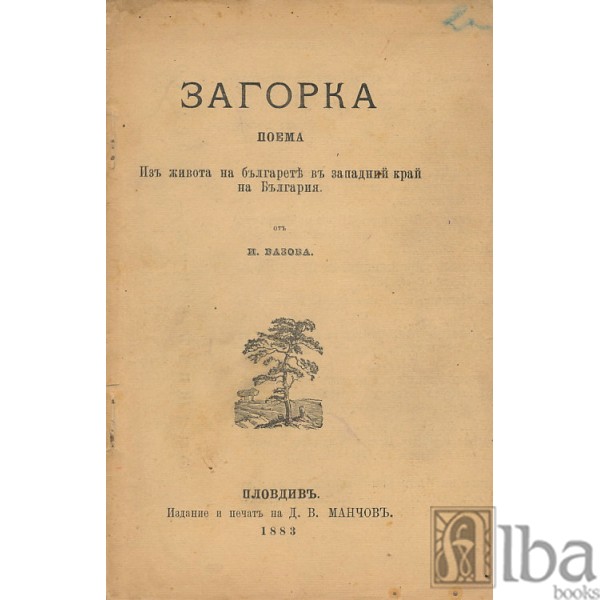 ЗАГОРКА
ПОЕМА
Изъ живота на българетѣ въ западний край
на България.
отъ
И. ВАЗОВА.
ПЛОВДИВЪ.
Издание и печатъ на Д. В. МАНЧОВЪ.
1883
Alba
books